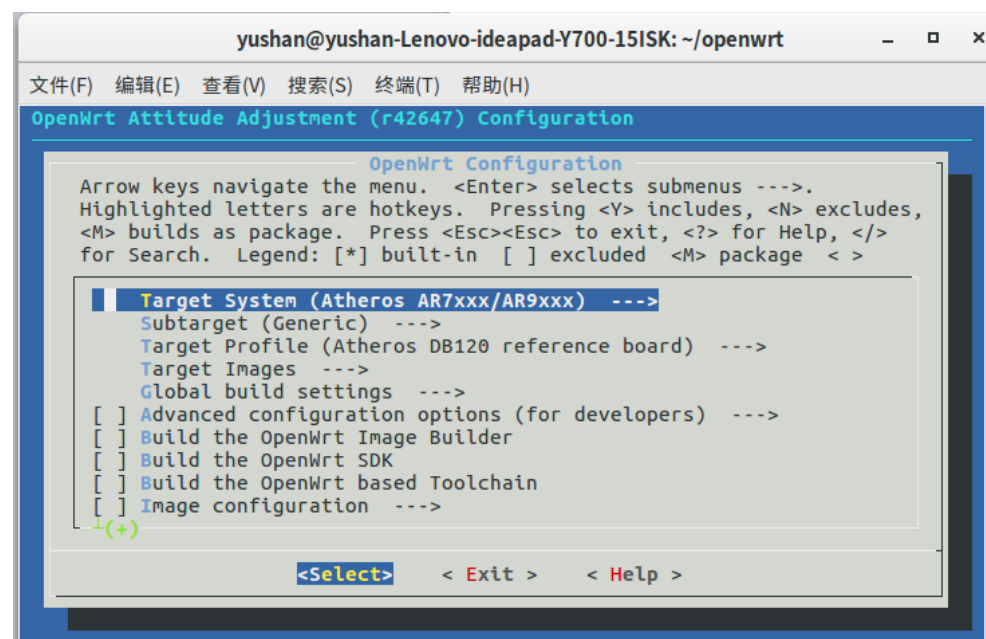 yushan@yushan-Lenovo-ideapad-Y700-15ISK: ~/openwrt
文件(F) 编辑(E) 查看(V) 搜索(S) 终端(T) 帮助(H)
OpenWrt Attitude Adjustment (r42647) Configuration
OpenWrt Configuration
Arrow keys navigate the menu.  <Enter> selects submenus --->.
Highlighted letters are hotkeys.  Pressing <Y> includes, <N> excludes,
<M> builds as package.  Press <Esc><Esc> to exit, <?> for Help, </>
for Search.  Legend: [*] built-in  [ ] excluded  <M> package  < >
Target System (Atheros AR7xxx/AR9xxx)  --->
Subtarget (Generic)  --->
Target Profile (Atheros DB120 reference board)  --->
Target Images  --->
Global build settings  --->
[ ] Advanced configuration options (for developers)  --->
[ ] Build the OpenWrt Image Builder
[ ] Build the OpenWrt SDK
[ ] Build the OpenWrt based Toolchain
[ ] Image configuration  --->
(+)
<Select>    < Exit >    < Help >